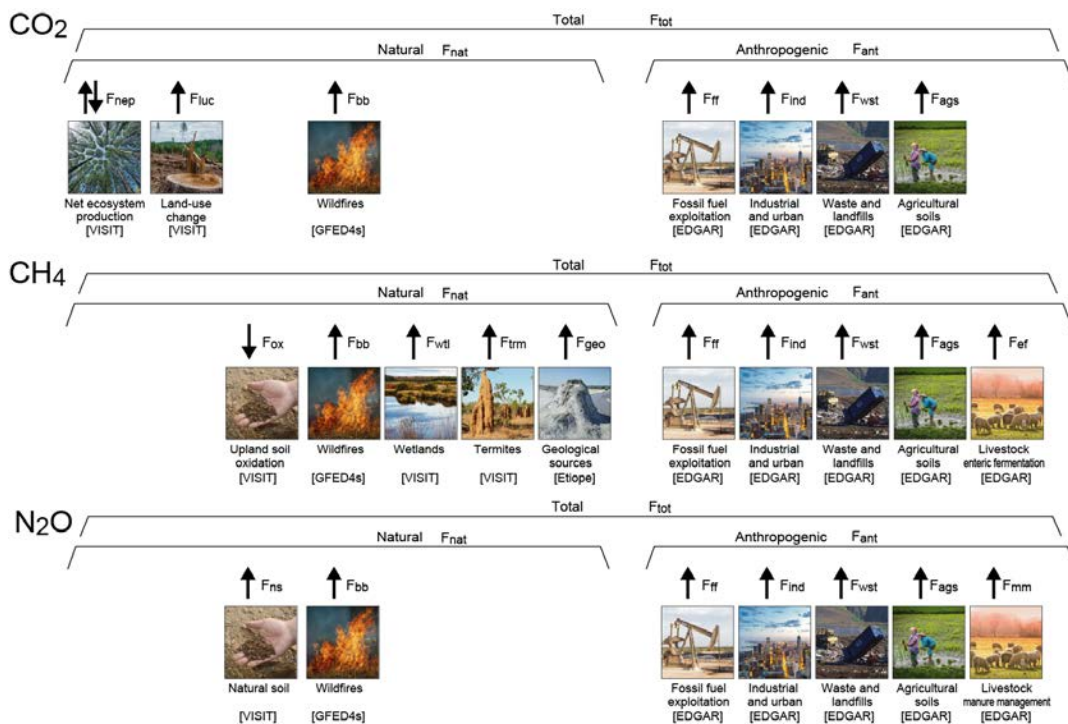 CO2
Total Ftot
Natural Fnat
Anthropogenic Fant
Fnep
Fluc
Fbb
Fff
Find
Fwst
Fags
Net ecosystem
production
[VISIT]
Land-use
change
[VISIT]
Wildfires
[GFED4s]
Fossil fuel
exploitation
[EDGAR]
Industrial
and urban
[EDGAR]
Waste and
landfills
[EDGAR]
Agricultural
soils
[EDGAR]
CH4
Total Ftot
Natural Fnat
Anthropogenic Fant
Fox
Fbb
Fwtl
Ftrm
Fgeo
Fff
Find
Fwst
Fags
Fef
Upland soil
oxidation
[VISIT]
Wildfires
[GFED4s]
Wetlands
[VISIT]
Termites
[VISIT]
Geological
sources
[Etiope]
Fossil fuel
exploitation
[EDGAR]
Industrial
and urban
[EDGAR]
Waste and
landfills
[EDGAR]
Agricultural
soils
[EDGAR]
Livestock
enteric fermentation
[EDGAR]
N2O
Total Ftot
Natural Fnat
Anthropogenic Fant
Fns
Fbb
Fff
Find
Fwst
Fags
Fmm
Natural soil
[VISIT]
Wildfires
[GFED4s]
Fossil fuel
exploitation
[EDGAR]
Industrial
and urban
[EDGAR]
Waste and
landfills
[EDGAR]
Agricultural
soils
[EDGAR]
Livestock
manure management
[EDGAR]